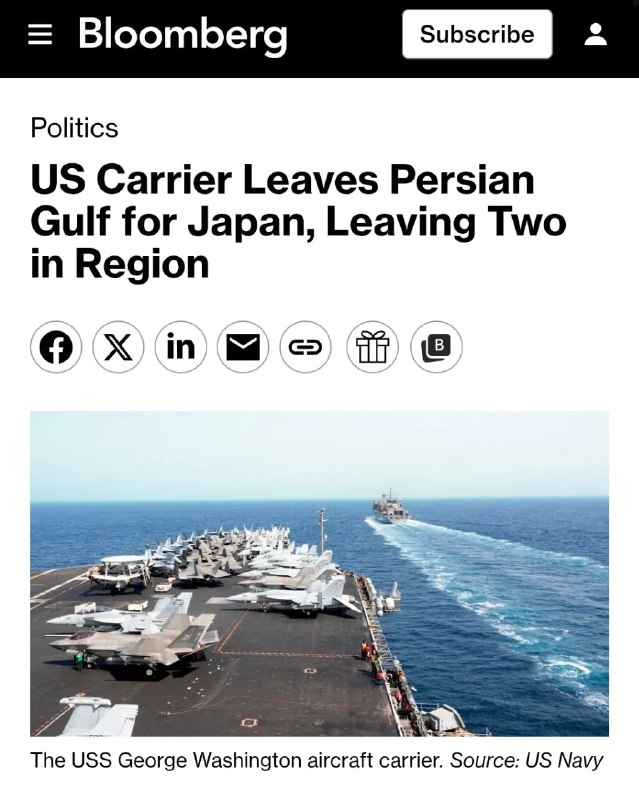 Bloomberg
Subscribe
Politics
US Carrier Leaves Persian
Gulf for Japan, Leaving Two
in Region
in
B
The USS George Washington aircraft carrier. Source: US Navy